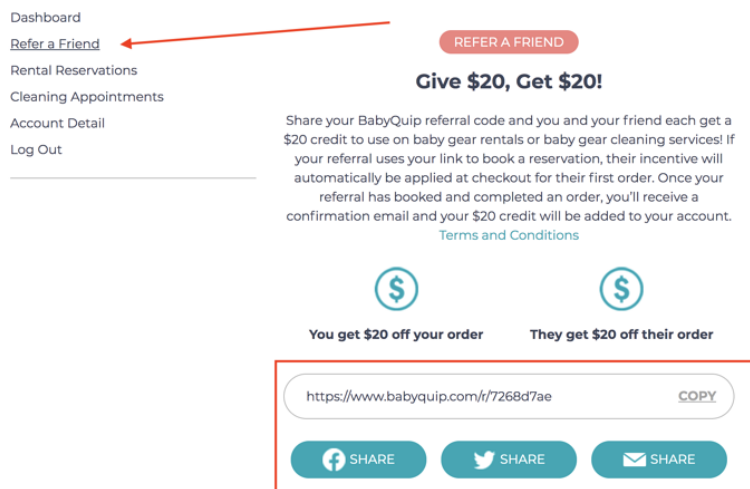 Dashboard
Refer a Friend
Rental Reservations
Cleaning Appointments
Account Detail
Log Out
REFER A FRIEND
Give $20, Get $20!
Share your BabyQuip referral code and you and your friend each get a
$20 credit to use on baby gear rentals or baby gear cleaning services! If
your referral uses your link to book a reservation, their incentive will
automatically be applied at checkout for their first order. Once your
referral has booked and completed an order, you'll receive a
confirmation email and your $20 credit will be added to your account.
Terms and Conditions
You get $20 off your order
They get $20 off their order
https://www.babyquip.com/r/7268d7ae COPY
SHARE SHARE SHARE